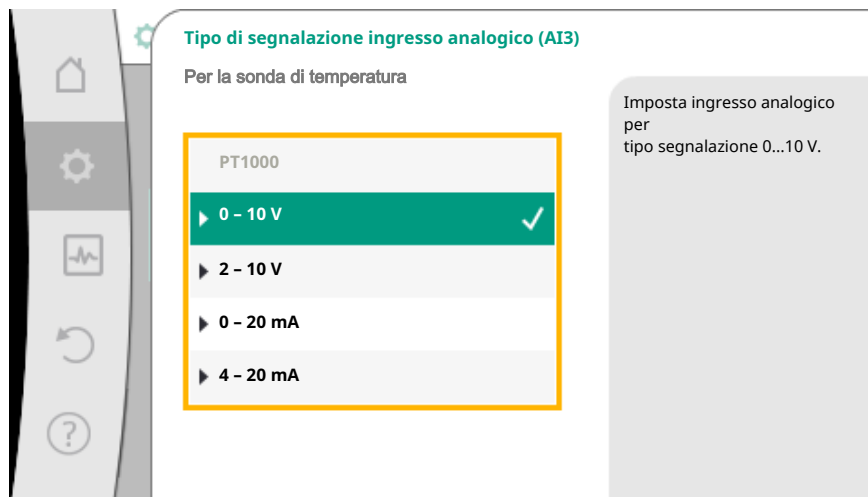 Tipo di segnalazione ingresso analogico (AI3)
Per la sonda di temperatura
PT1000
0 – 10 V
2 – 10 V
0 – 20 mA
4 – 20 mA
Imposta ingresso analogico
per
tipo segnalazione 0...10 V.
?